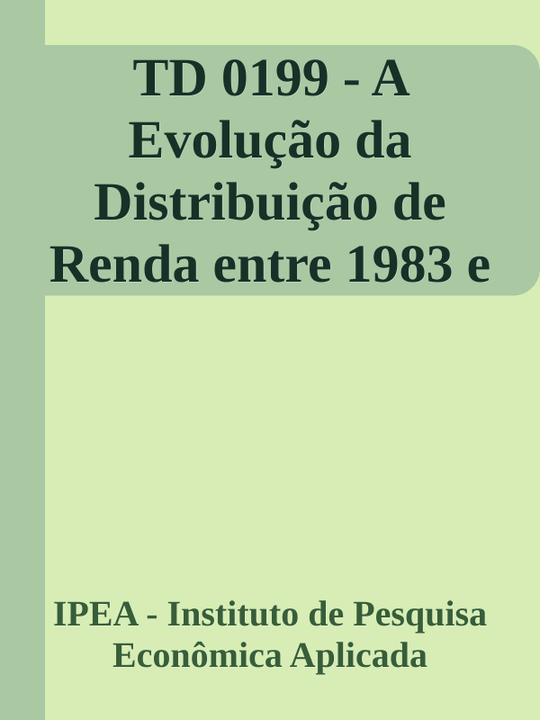 TD 0199 - A
Evolução da
Distribuição de
Renda entre 1983 e
IPEA - Instituto de Pesquisa
Econômica Aplicada